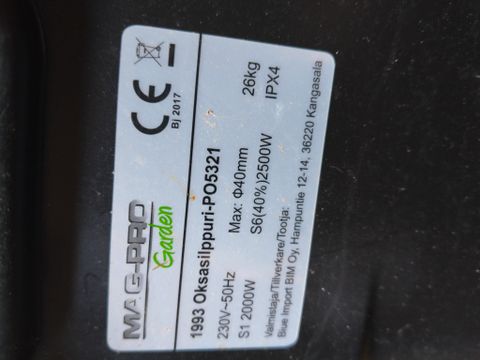 MAG-PRO
Garden
CE
Bj 2017
1993 Oksasilppuri-PO5321
230V~50Hz Max: Φ40mm 26kg
S1 2000W S6(40%)2500W IPX4
Valmistaja/Tillverkare/Tootja:
Blue Import BIM Oy, Hampuntie 12-14, 36220 Kangasala